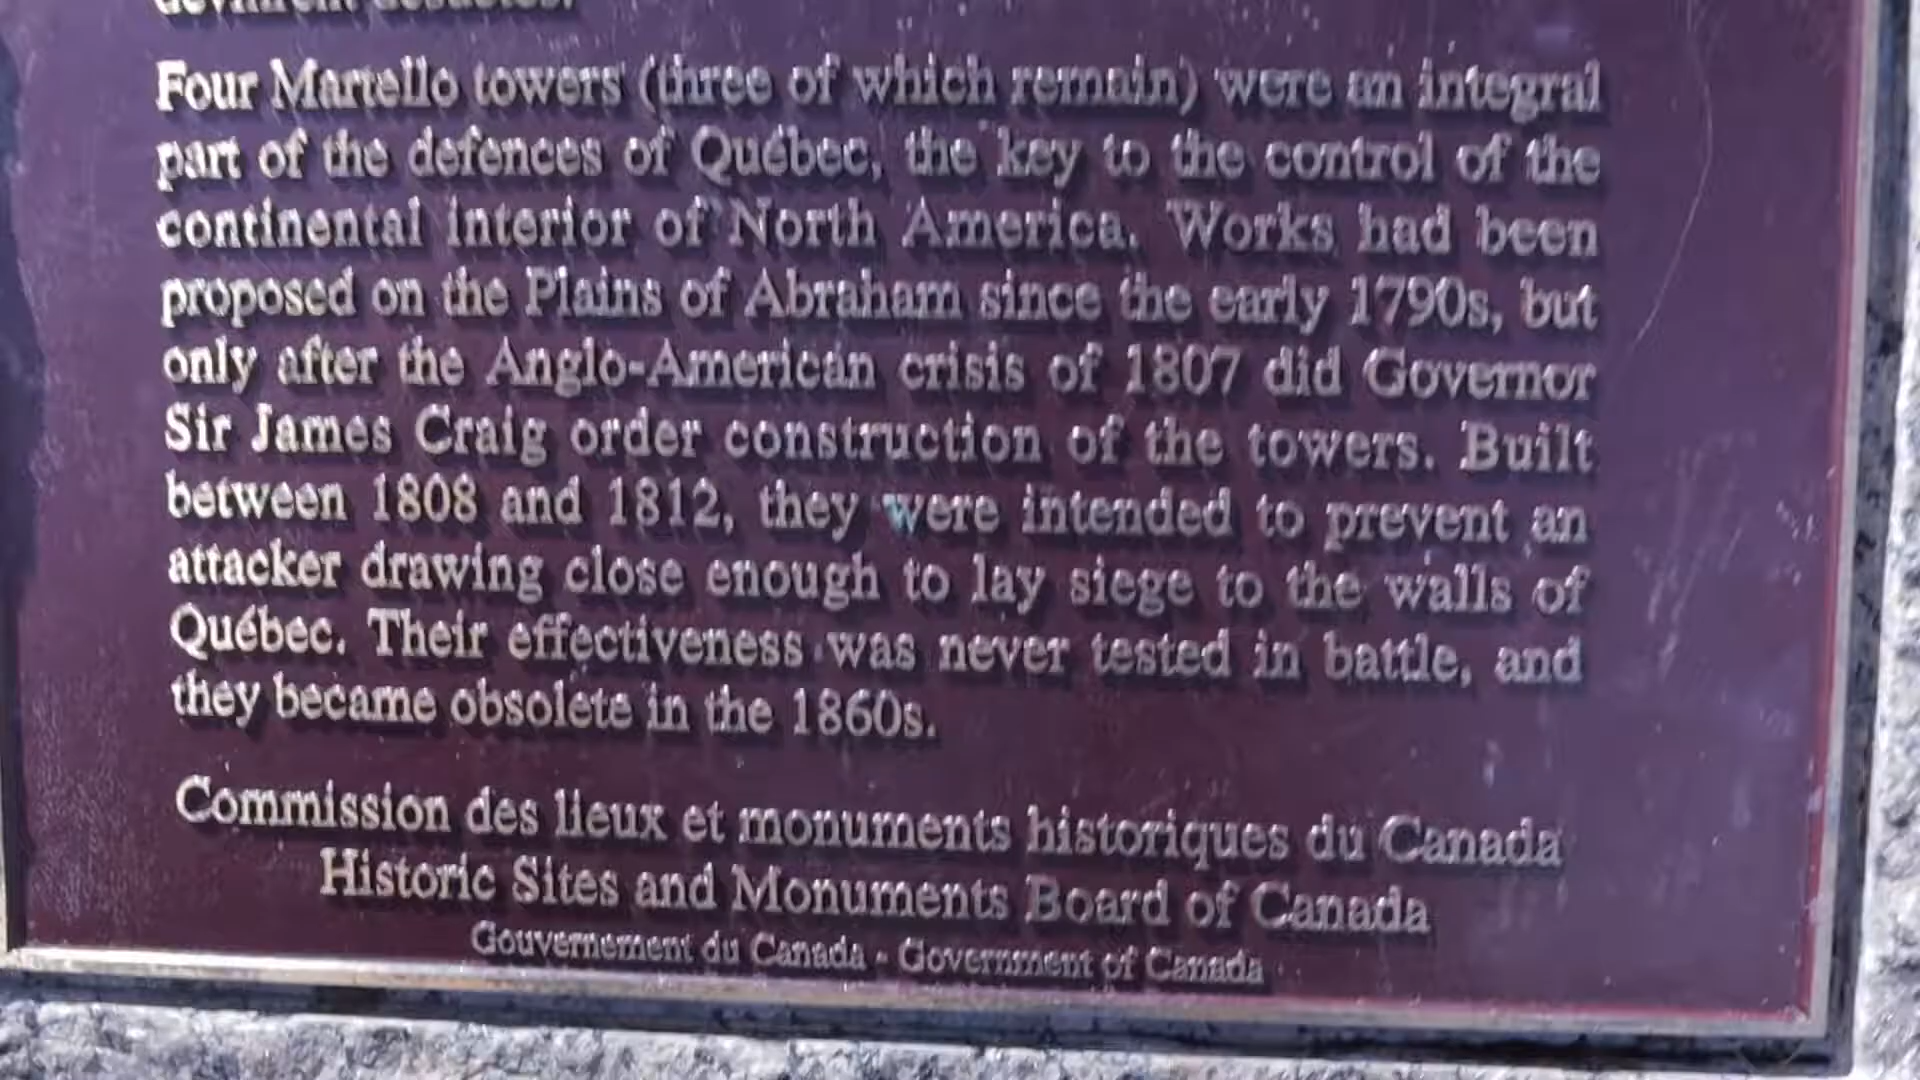 devinrent désuètes.
Four Martello towers (three of which remain) were an integral
part of the defences of Québec, the key to the control of the
continental interior of North America. Works had been
proposed on the Plains of Abraham since the early 1790s, but
only after the Anglo-American crisis of 1807 did Governor
Sir James Craig order construction of the towers. Built
between 1808 and 1812, they were intended to prevent an
attacker drawing close enough to lay siege to the walls of
Québec. Their effectiveness was never tested in battle, and
they became obsolete in the 1860s.
Commission des lieux et monuments historiques du Canada
Historic Sites and Monuments Board of Canada
Gouvernement du Canada - Government of Canada